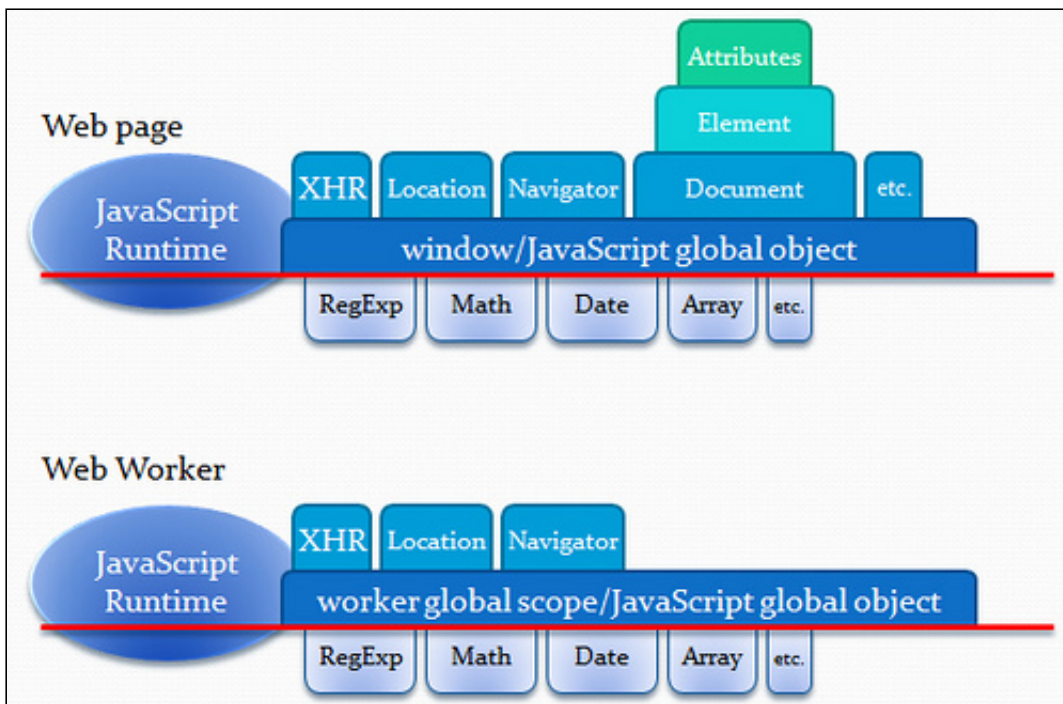 Attributes
Element
Web page
JavaScript
Runtime
XHR
Location
Navigator
Document
etc.
window/JavaScript global object
RegExp
Math
Date
Array
etc.
Web Worker
JavaScript
Runtime
XHR
Location
Navigator
worker global scope/JavaScript global object
RegExp
Math
Date
Array
etc.